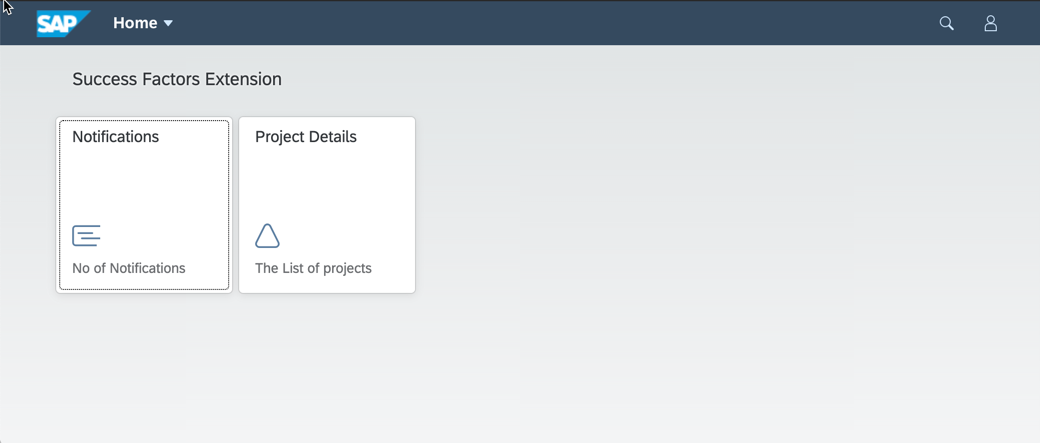 SAP Home
Success Factors Extension
Notifications
Project Details
No of Notifications
The List of projects